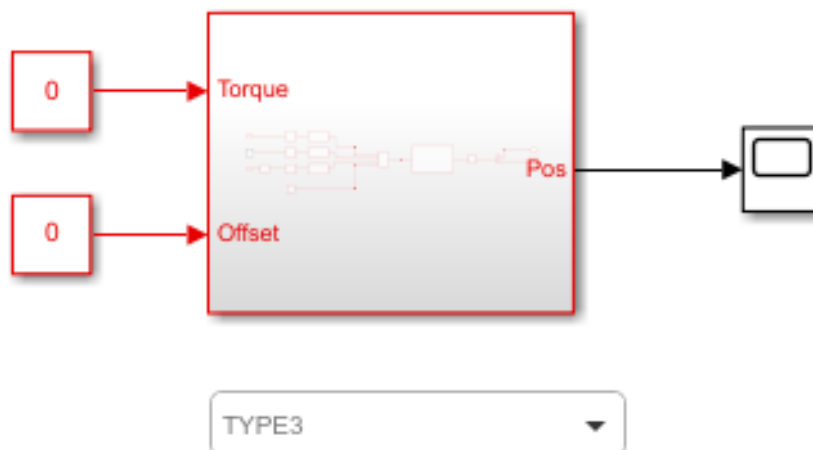 0
Torque
Pos
0
Offset
TYPE3